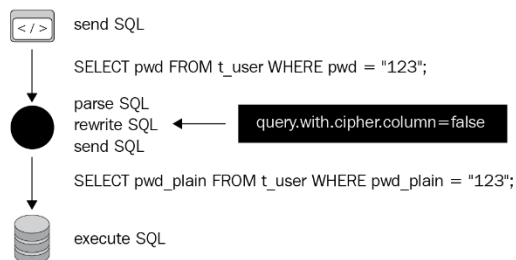 </>
send SQL
SELECT pwd FROM t_user WHERE pwd = "123";
parse SQL
rewrite SQL
send SQL
query.with.cipher.column=false
SELECT pwd_plain FROM t_user WHERE pwd_plain = "123";
execute SQL